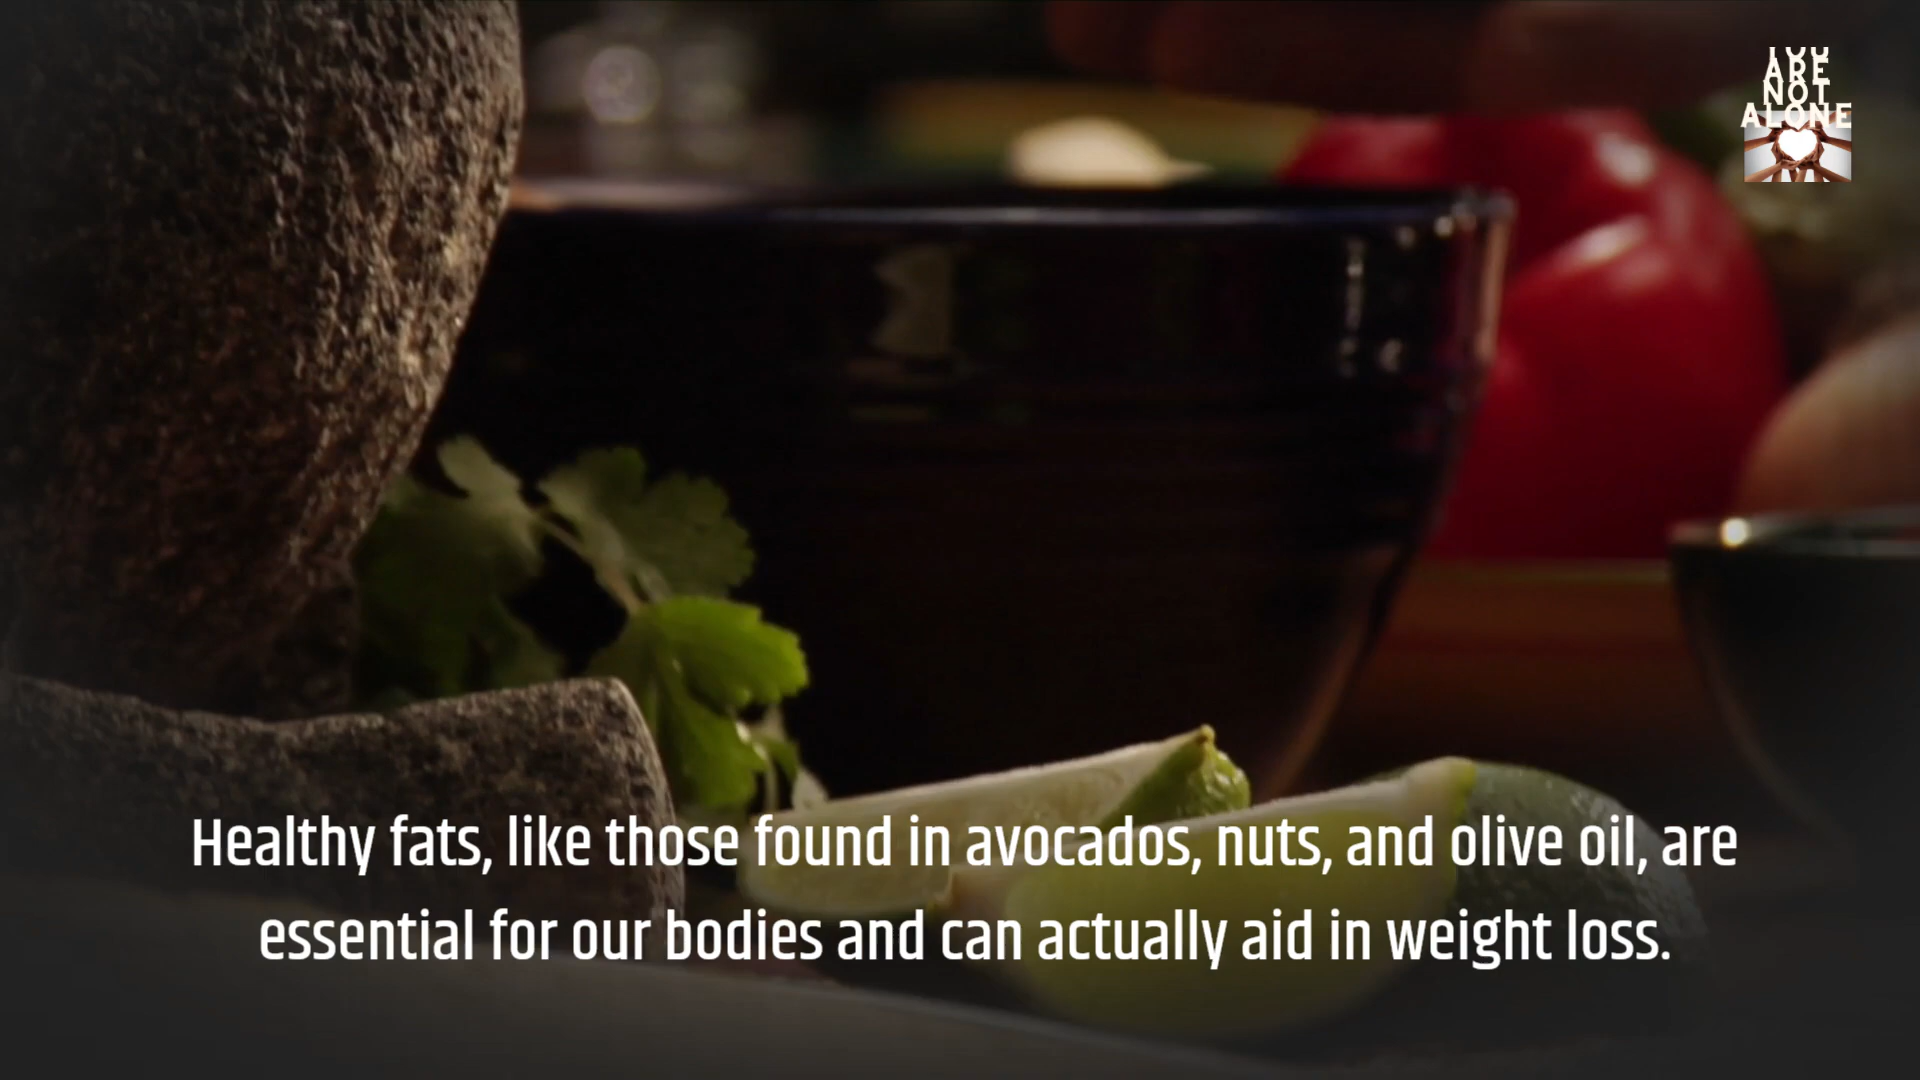 YOU
ARE
NOT
ALONE
Healthy fats, like those found in avocados, nuts, and olive oil, are
essential for our bodies and can actually aid in weight loss.